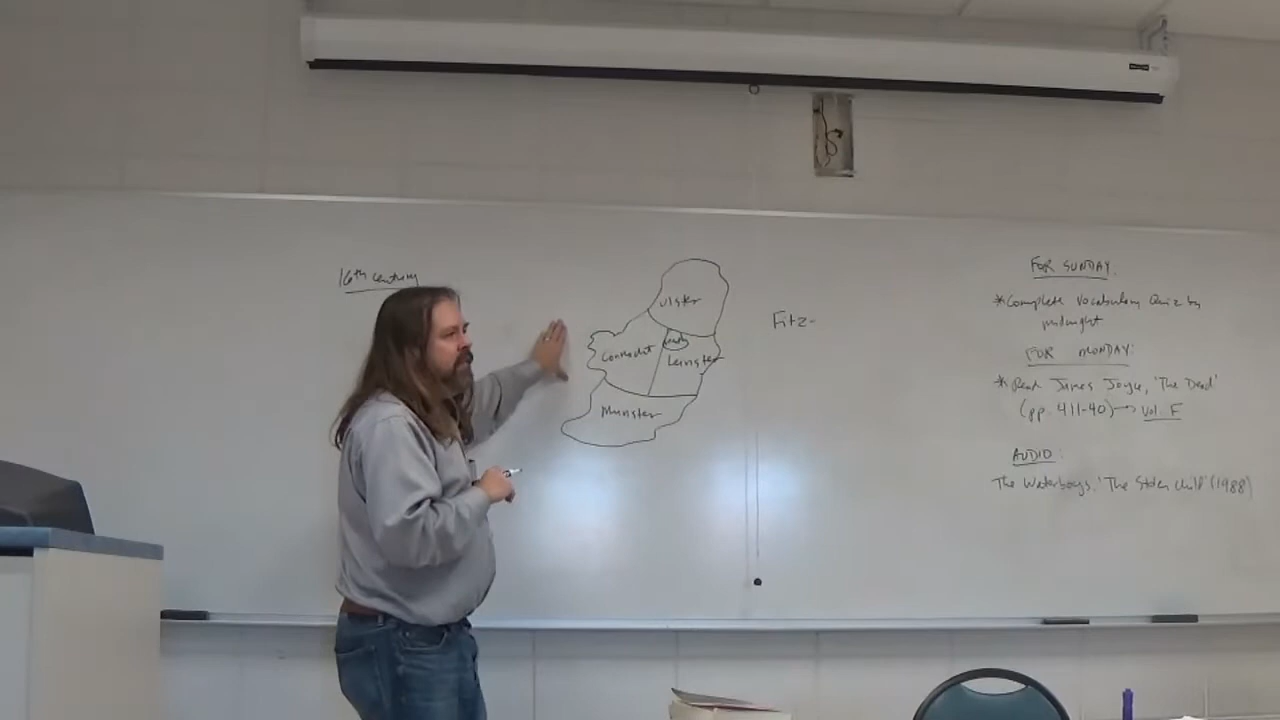 16th century
Ulster
Connacht
Leinster
Munster
Fitz-
FOR SUNDAY:
*Complete Vocabulary Quiz by
midnight
FOR MONDAY:
*Read James Joyce, 'The Dead'
(pp. 411-40) → Vol. F
AUDIO:
The Waterboys, 'The Stolen Child' (1988)